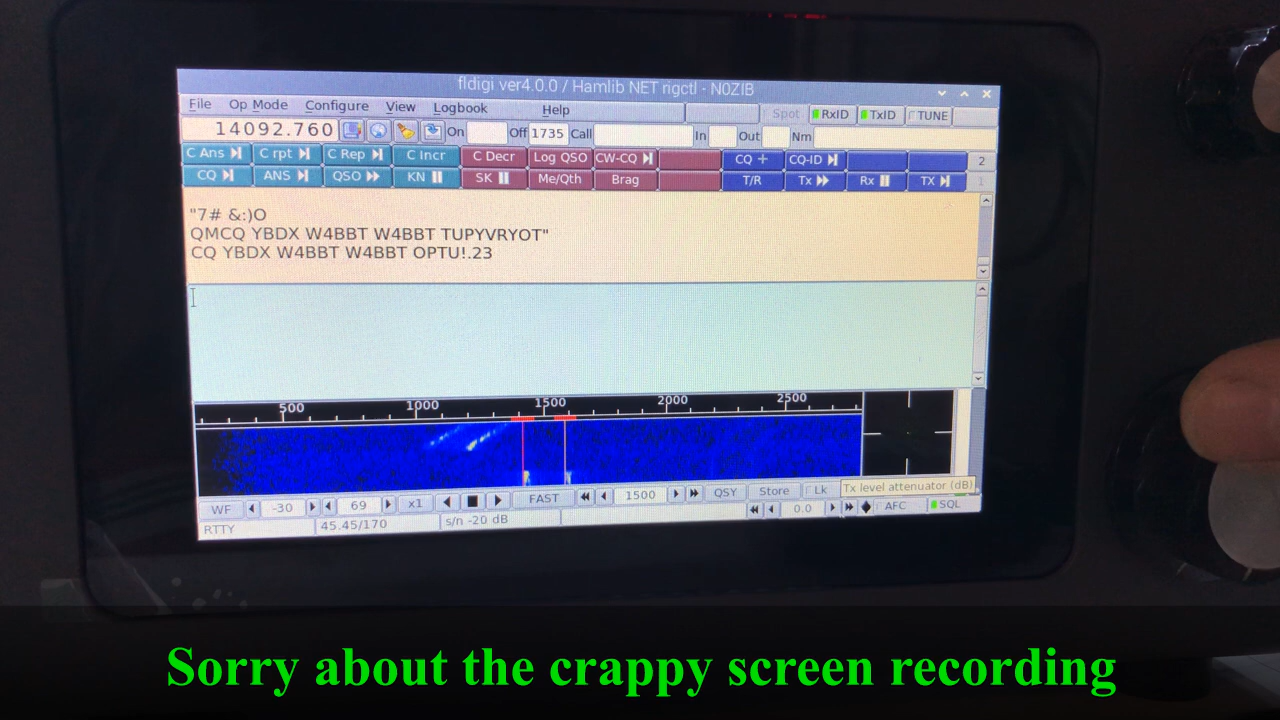 fldigi ver4.0.0 / Hamlib NET rigctl - N0ZIB
File Op Mode Configure View Logbook Help Spot RxID TxID TUNE
14092.760 On Off 1735 Call In Out Nm
C Ans C rpt C Rep C Incr C Decr Log QSO CW-CQ CQ + CQ-ID 2
CQ ANS QSO KN SK Me/Qth Brag T/R Tx Rx TX 1
"7# &:)O
QMCQ YBDX W4BBT W4BBT TUPYVRYOT"
CQ YBDX W4BBT W4BBT OPTU!.23
500 1000 1500 2000 2500
Tx level attenuator (dB)
WF -30 69 x1 FAST 1500 QSY Store Lk 0.0 AFC SQL
RTTY 45.45/170 s/n -20 dB
Sorry about the crappy screen recording